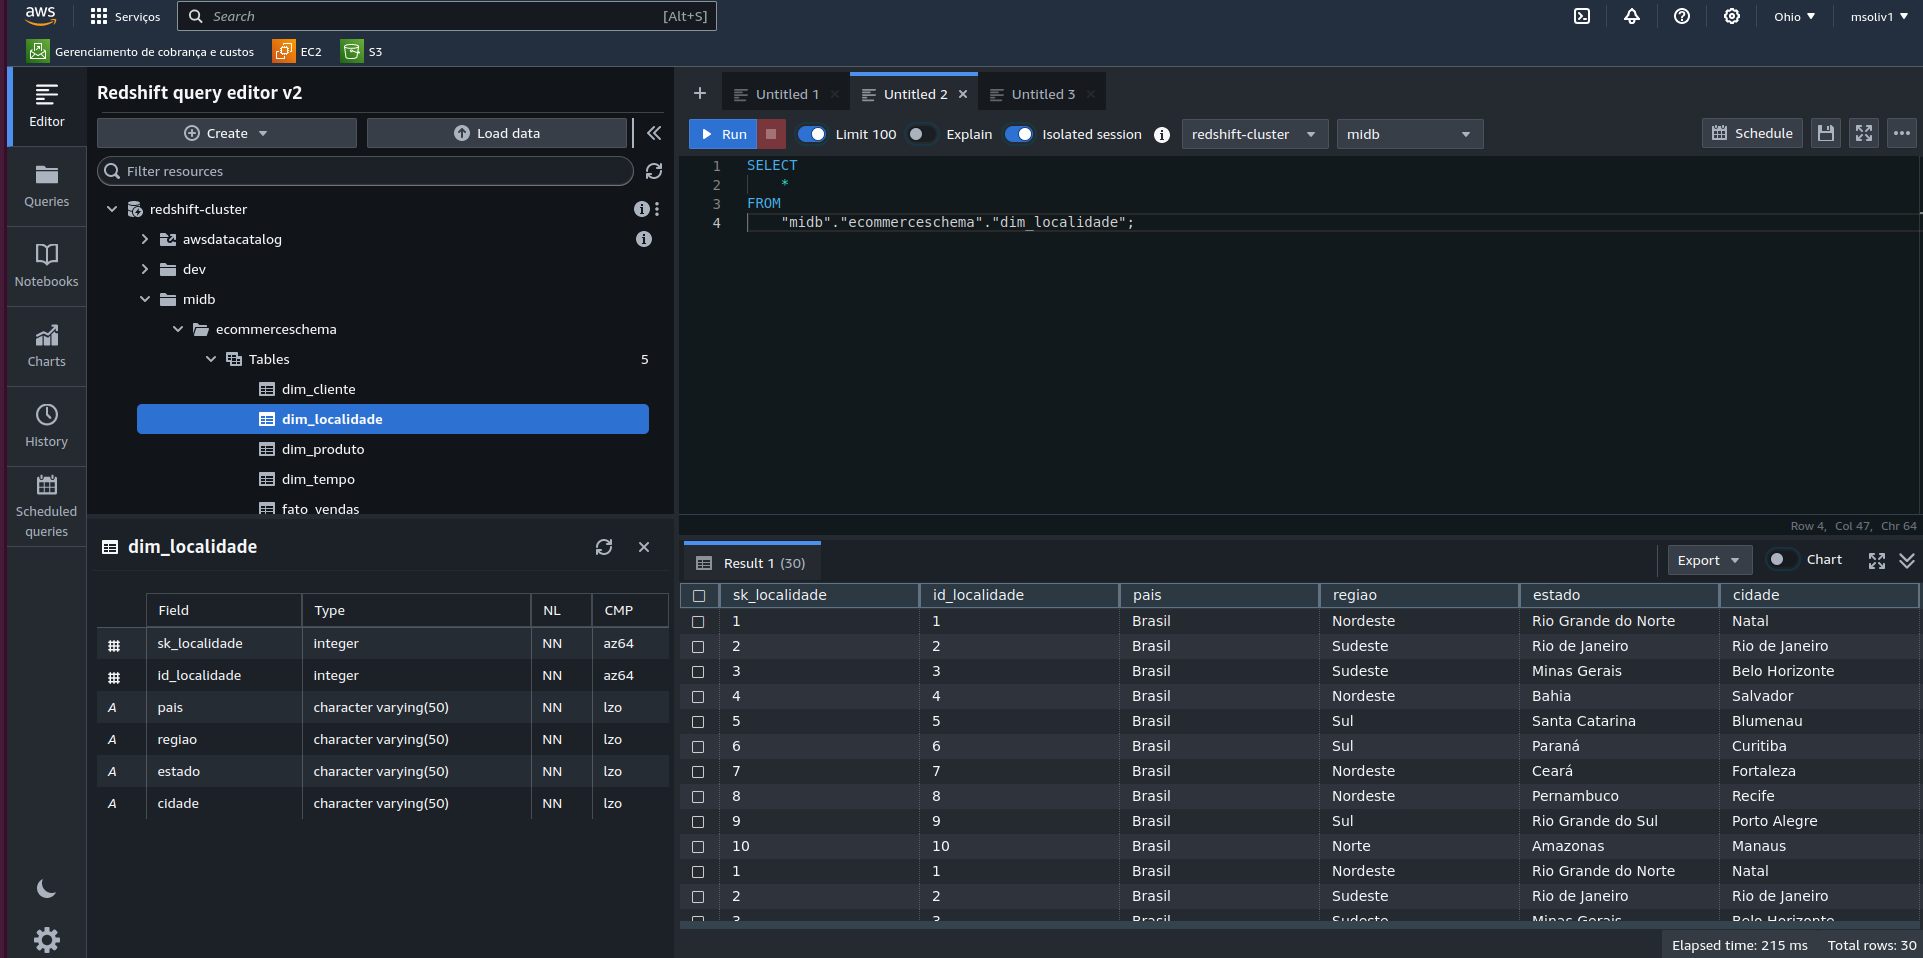 aws Serviços Search [Alt+S] Ohio msoliv1
Gerenciamento de cobrança e custos EC2 S3
Editor
Queries
Notebooks
Charts
History
Scheduled
queries
Redshift query editor v2
Create Load data
Filter resources
redshift-cluster
awsdatacatalog
dev
midb
ecommerceschema
Tables 5
dim_cliente
dim_localidade
dim_produto
dim_tempo
fato_vendas
dim_localidade
Field Type NL CMP
sk_localidade integer NN az64
id_localidade integer NN az64
A pais character varying(50) NN lzo
A regiao character varying(50) NN lzo
A estado character varying(50) NN lzo
A cidade character varying(50) NN lzo
Untitled 1 Untitled 2 Untitled 3
Run Limit 100 Explain Isolated session redshift-cluster midb Schedule
1 SELECT
2 *
3 FROM
4 "midb"."ecommerceschema"."dim_localidade";
Row 4, Col 47, Chr 64
Result 1 (30) Export Chart
sk_localidade id_localidade pais regiao estado cidade
1 1 Brasil Nordeste Rio Grande do Norte Natal
2 2 Brasil Sudeste Rio de Janeiro Rio de Janeiro
3 3 Brasil Sudeste Minas Gerais Belo Horizonte
4 4 Brasil Nordeste Bahia Salvador
5 5 Brasil Sul Santa Catarina Blumenau
6 6 Brasil Sul Paraná Curitiba
7 7 Brasil Nordeste Ceará Fortaleza
8 8 Brasil Nordeste Pernambuco Recife
9 9 Brasil Sul Rio Grande do Sul Porto Alegre
10 10 Brasil Norte Amazonas Manaus
1 1 Brasil Nordeste Rio Grande do Norte Natal
2 2 Brasil Sudeste Rio de Janeiro Rio de Janeiro
3 3 Brasil Sudeste Minas Gerais Belo Horizonte
Elapsed time: 215 ms Total rows: 30